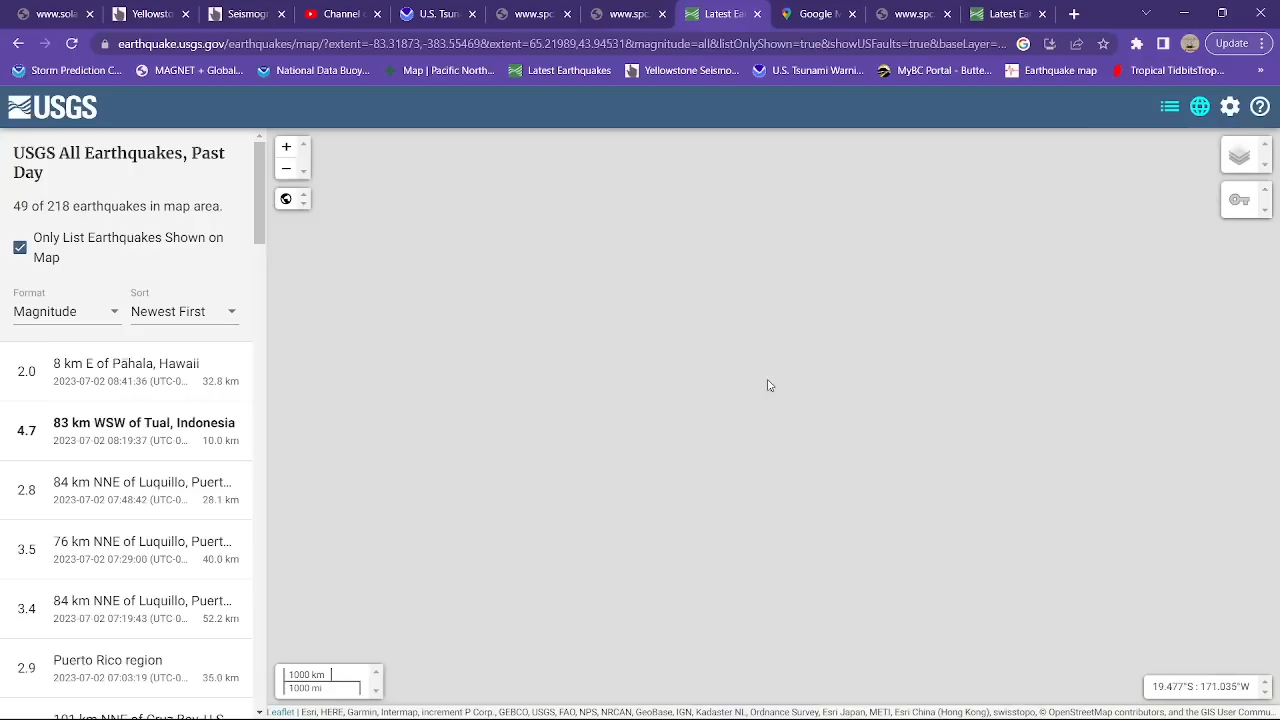 www.sola
Yellowsto
Seismogr
Channel c
U.S. Tsun
www.spc.
www.spc.
Latest Ea
Google M
www.spc.
Latest Ea
earthquake.usgs.gov/earthquakes/map/?extent=-83.31873,-383.55469&extent=65.21989,43.94531&magnitude=all&listOnlyShown=true&showUSFaults=true&baseLayer=...
Update
Storm Prediction C...
MAGNET + Global...
National Data Buoy...
Map | Pacific North...
Latest Earthquakes
Yellowstone Seismo...
U.S. Tsunami Warni...
MyBC Portal - Butte...
Earthquake map
Tropical TidbitsTrop...
»
USGS
USGS All Earthquakes, Past
Day
49 of 218 earthquakes in map area.
Only List Earthquakes Shown on
Map
Format
Sort
Magnitude
Newest First
2.0
8 km E of Pāhala, Hawaii
2023-07-02 08:41:36 (UTC-0...
32.8 km
4.7
83 km WSW of Tual, Indonesia
2023-07-02 08:19:37 (UTC-0...
10.0 km
2.8
84 km NNE of Luquillo, Puert...
2023-07-02 07:48:42 (UTC-0...
28.1 km
3.5
76 km NNE of Luquillo, Puert...
2023-07-02 07:29:00 (UTC-0...
40.0 km
3.4
84 km NNE of Luquillo, Puert...
2023-07-02 07:19:43 (UTC-0...
52.2 km
2.9
Puerto Rico region
2023-07-02 07:03:19 (UTC-0...
35.0 km
101 km NNE of Cruz Bay, U.S.
+
−
1000 km
1000 mi
19.477°S : 171.035°W
Leaflet | Esri, HERE, Garmin, Intermap, increment P Corp., GEBCO, USGS, FAO, NPS, NRCAN, GeoBase, IGN, Kadaster NL, Ordnance Survey, Esri Japan, METI, Esri China (Hong Kong), swisstopo, © OpenStreetMap contributors, and the GIS User Commu...